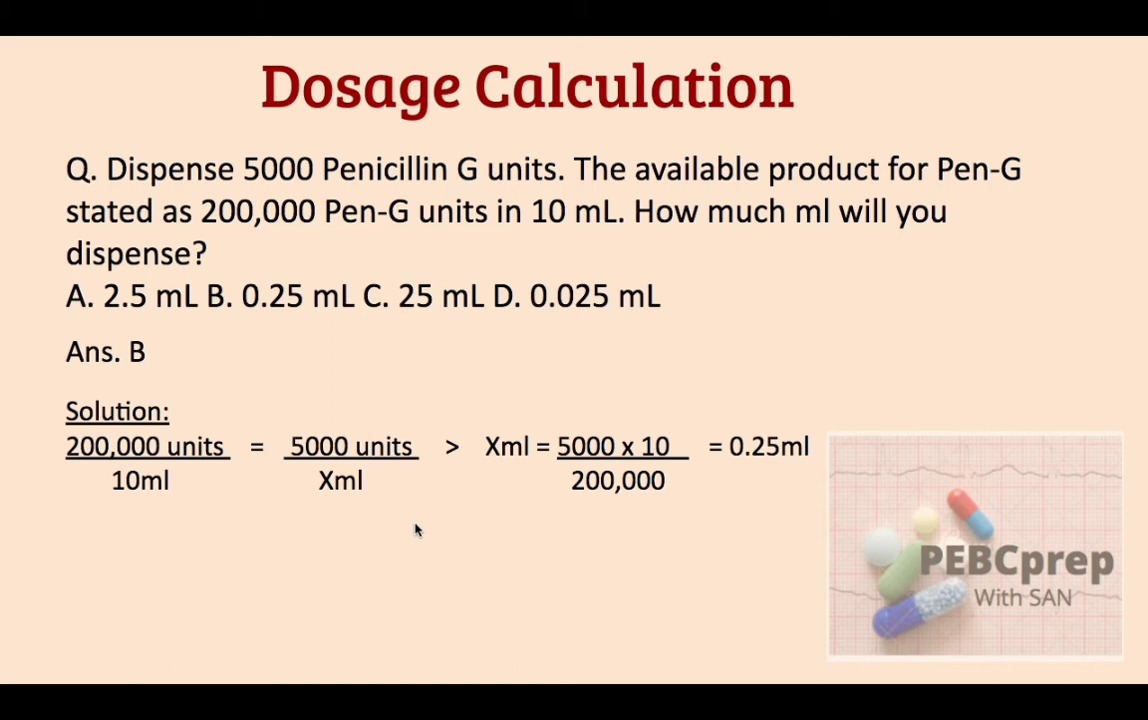 Dosage Calculation
Q. Dispense 5000 Penicillin G units. The available product for Pen-G
stated as 200,000 Pen-G units in 10 mL. How much ml will you
dispense?
A. 2.5 mL B. 0.25 mL C. 25 mL D. 0.025 mL
Ans. B
Solution:
200,000 units = 5000 units > Xml = 5000 x 10 = 0.25ml
10ml Xml 200,000
PEBCprep
With SAN